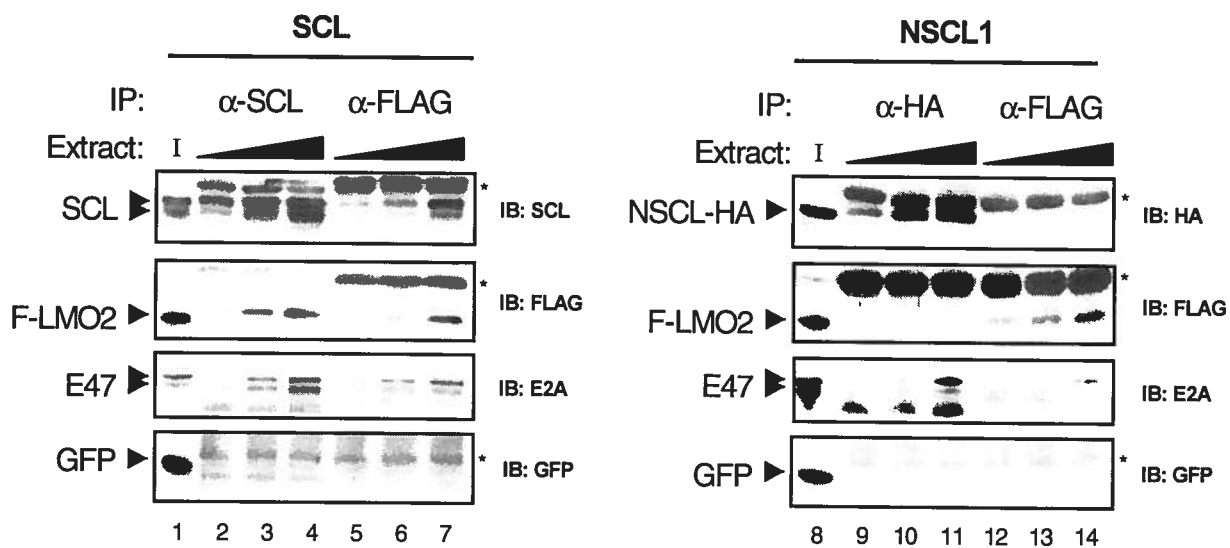 SCL
IP: α-SCL α-FLAG
Extract: I
SCL * IB: SCL
F-LMO2 * IB: FLAG
E47 IB: E2A
GFP * IB: GFP
1 2 3 4 5 6 7
NSCL1
IP: α-HA α-FLAG
Extract: I
NSCL-HA * IB: HA
F-LMO2 * IB: FLAG
E47 IB: E2A
GFP * IB: GFP
8 9 10 11 12 13 14